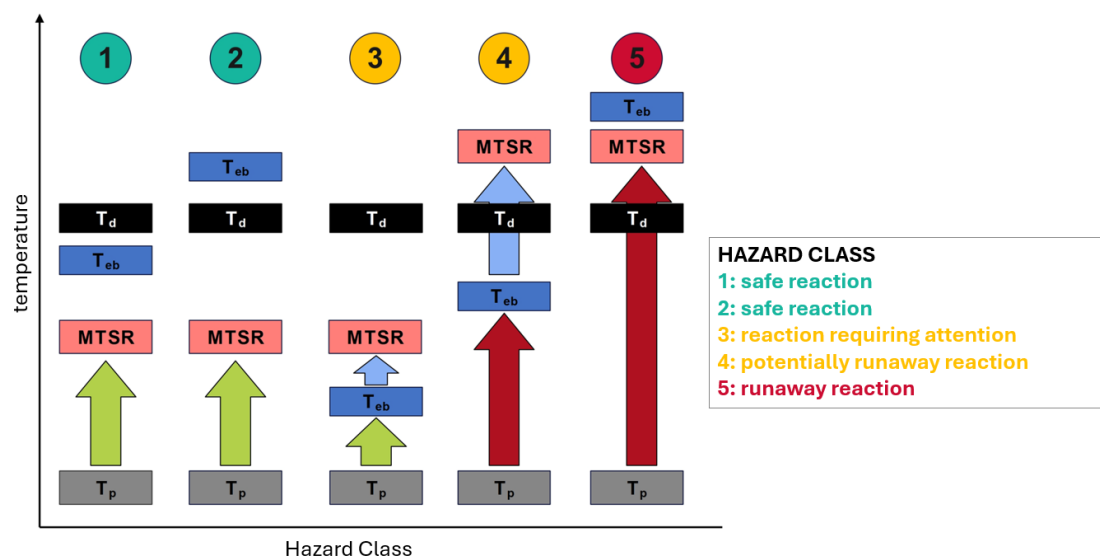 1 2 3 4 5
Teb
MTSR MTSR
Teb
Td Td Td Td Td
Teb
Teb
MTSR MTSR MTSR
Teb
Tp Tp Tp Tp Tp
temperature
Hazard Class
HAZARD CLASS
1: safe reaction
2: safe reaction
3: reaction requiring attention
4: potentially runaway reaction
5: runaway reaction